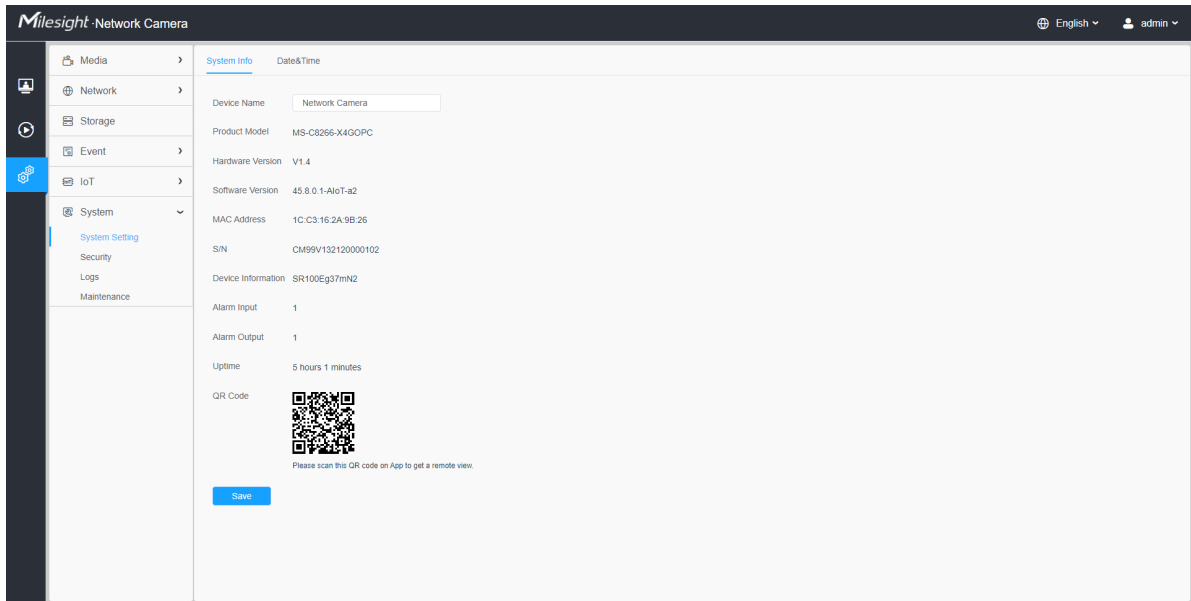 Milesight ·Network Camera
English
admin
Media
Network
Storage
Event
IoT
System
System Setting
Security
Logs
Maintenance
System Info Date&Time
Device Name Network Camera
Product Model MS-C8266-X4GOPC
Hardware Version V1.4
Software Version 45.8.0.1-AIoT-a2
MAC Address 1C:C3:16:2A:9B:26
S/N CM99V132120000102
Device Information SR100Eg37mN2
Alarm Input 1
Alarm Output 1
Uptime 5 hours 1 minutes
QR Code
Please scan this QR code on App to get a remote view.
Save